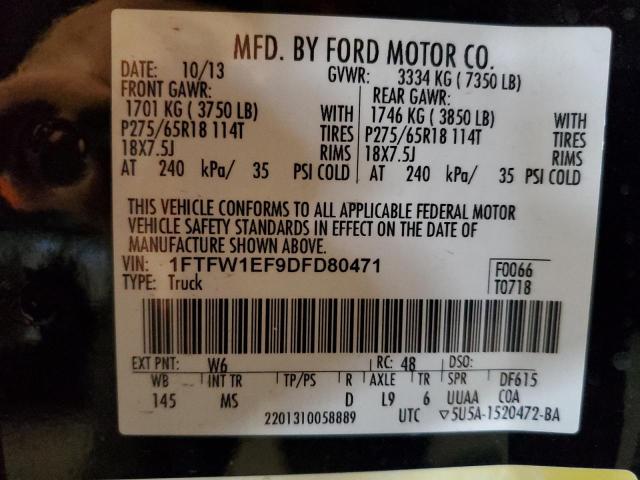 MFD. BY FORD MOTOR CO.
DATE: 10/13 GVWR: 3334 KG ( 7350 LB)
FRONT GAWR: REAR GAWR:
1701 KG ( 3750 LB) WITH 1746 KG ( 3850 LB) WITH
P275/65R18 114T TIRES P275/65R18 114T TIRES
18X7.5J RIMS 18X7.5J RIMS
AT 240 kPa/ 35 PSI COLD AT 240 kPa/ 35 PSI COLD
THIS VEHICLE CONFORMS TO ALL APPLICABLE FEDERAL MOTOR
VEHICLE SAFETY STANDARDS IN EFFECT ON THE DATE OF
MANUFACTURE SHOWN ABOVE.
VIN: 1FTFW1EF9DFD80471 F0066
TYPE: Truck T0718
EXT PNT: W6 RC: 48 DSO:
WB INT TR TP/PS R AXLE TR SPR DF615
145 MS D L9 6 UUAA COA
2201310058889 UTC ▽5U5A-1520472-BA